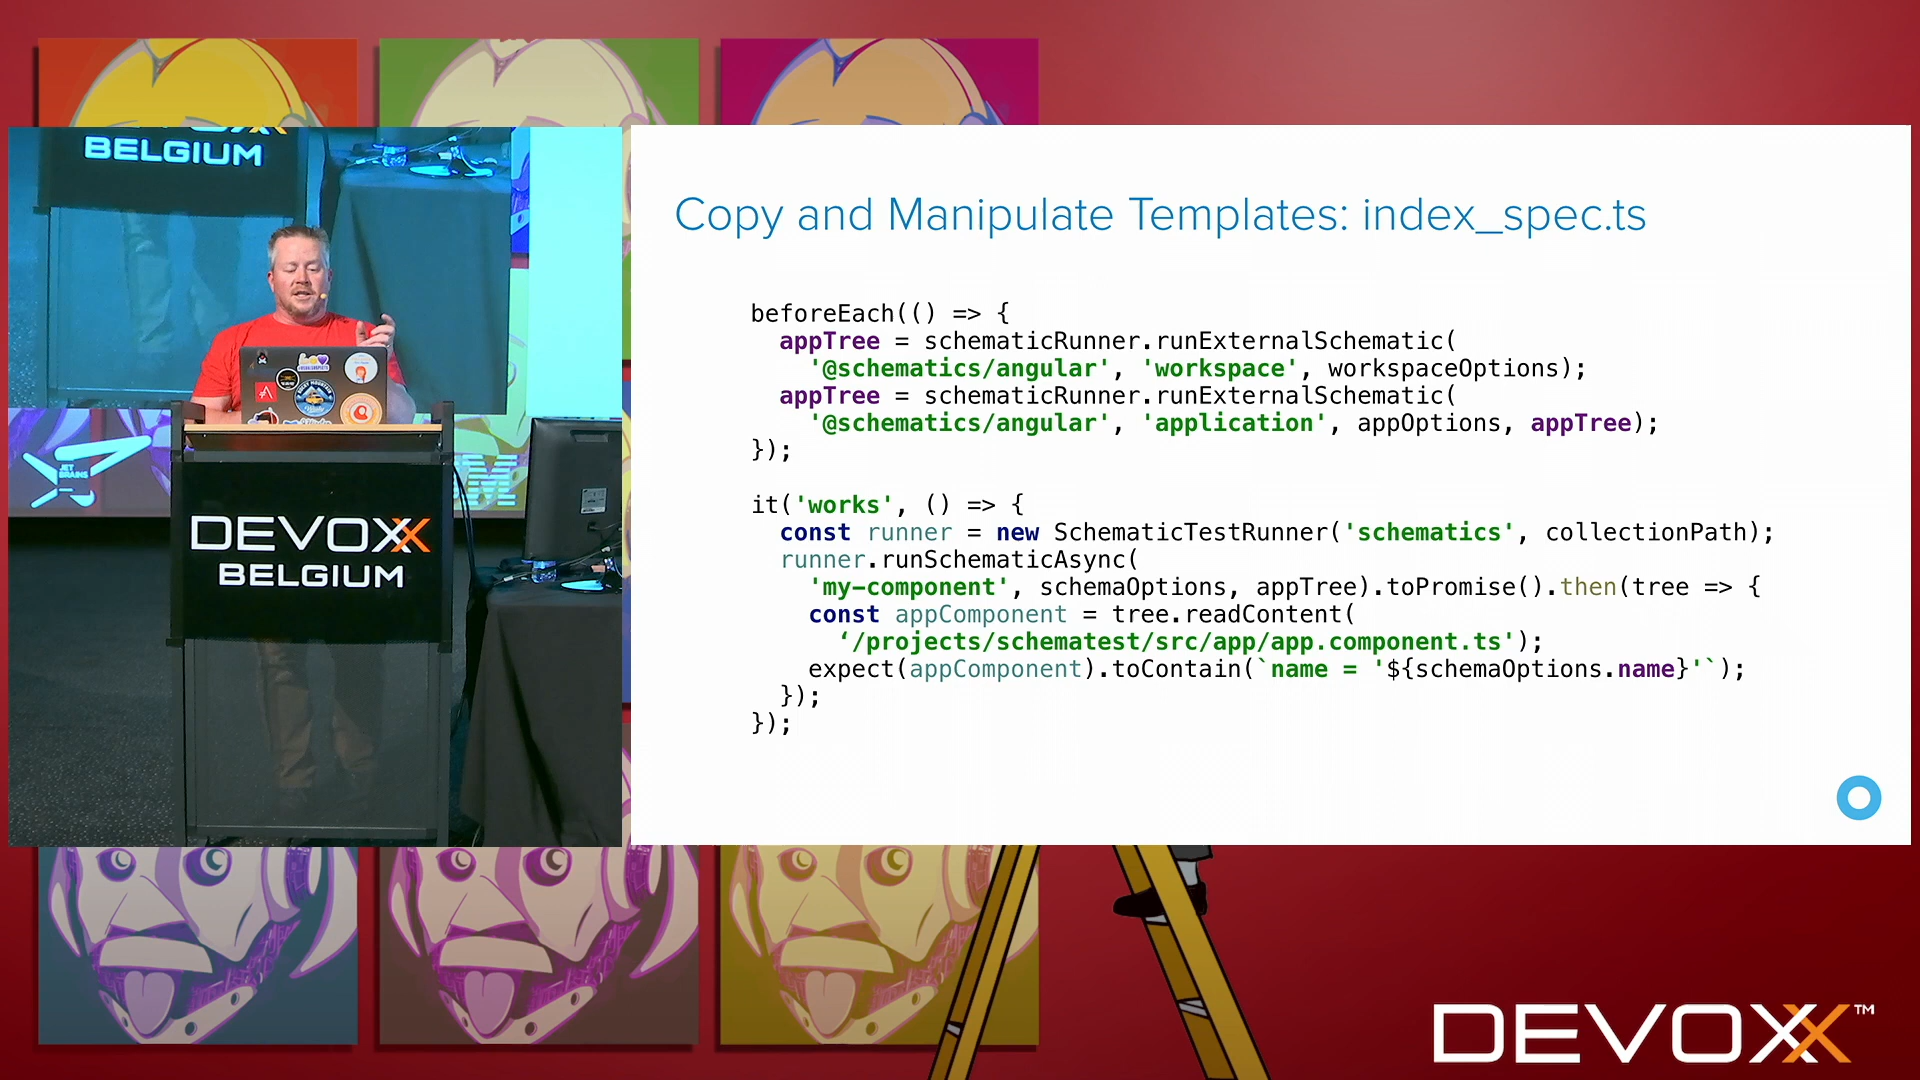 BELGIUM
JET
BRAINS
DEVOXX
BELGIUM
Copy and Manipulate Templates: index_spec.ts
beforeEach(() => {
appTree = schematicRunner.runExternalSchematic(
'@schematics/angular', 'workspace', workspaceOptions);
appTree = schematicRunner.runExternalSchematic(
'@schematics/angular', 'application', appOptions, appTree);
});
it('works', () => {
const runner = new SchematicTestRunner('schematics', collectionPath);
runner.runSchematicAsync(
'my-component', schemaOptions, appTree).toPromise().then(tree => {
const appComponent = tree.readContent(
‘/projects/schematest/src/app/app.component.ts');
expect(appComponent).toContain(`name = '${schemaOptions.name}'`);
});
});
DEVOXX™